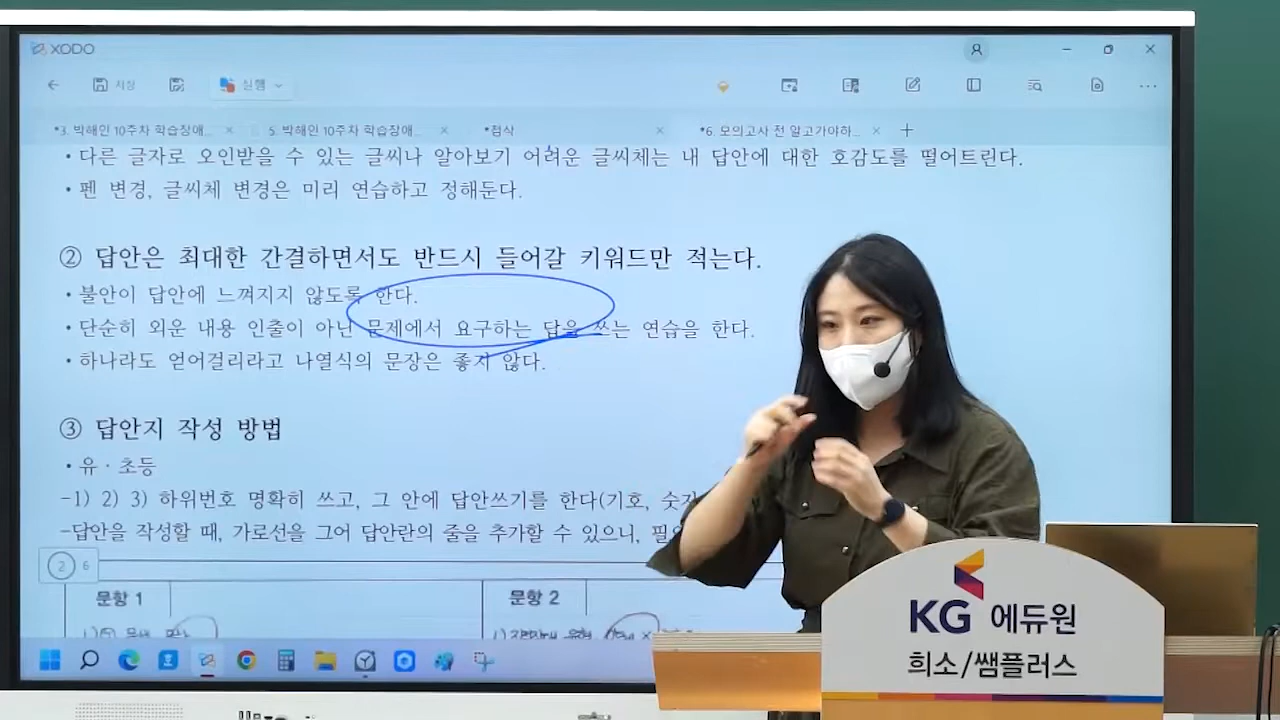 XODO
저장
실행
*3. 박해인 10주차 학습장애...
5. 박해인 10주차 학습장애...
*첨삭
*6. 모의고사 전 알고가야하...
• 다른 글자로 오인받을 수 있는 글씨나 알아보기 어려운 글씨체는 내 답안에 대한 호감도를 떨어트린다.
• 펜 변경, 글씨체 변경은 미리 연습하고 정해둔다.
② 답안은 최대한 간결하면서도 반드시 들어갈 키워드만 적는다.
• 불안이 답안에 느껴지지 않도록 한다.
• 단순히 외운 내용 인출이 아닌 문제에서 요구하는 답을 쓰는 연습을 한다.
• 하나라도 얻어걸리라고 나열식의 문장은 좋지 않다.
③ 답안지 작성 방법
• 유 · 초등
-1) 2) 3) 하위번호 명확히 쓰고, 그 안에 답안쓰기를 한다(기호, 숫자
-답안을 작성할 때, 가로선을 그어 답안란의 줄을 추가할 수 있으니, 필요
2 6
문항 1
문항 2
KG 에듀원
희소/쌤플러스